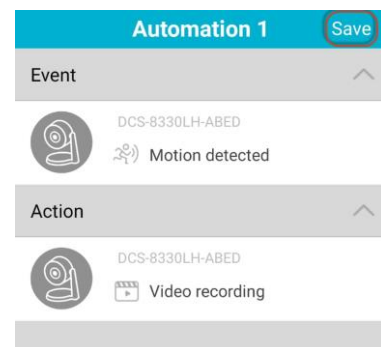 Automation 1
Save
Event
DCS-8330LH-ABED
Motion detected
Action
DCS-8330LH-ABED
Video recording